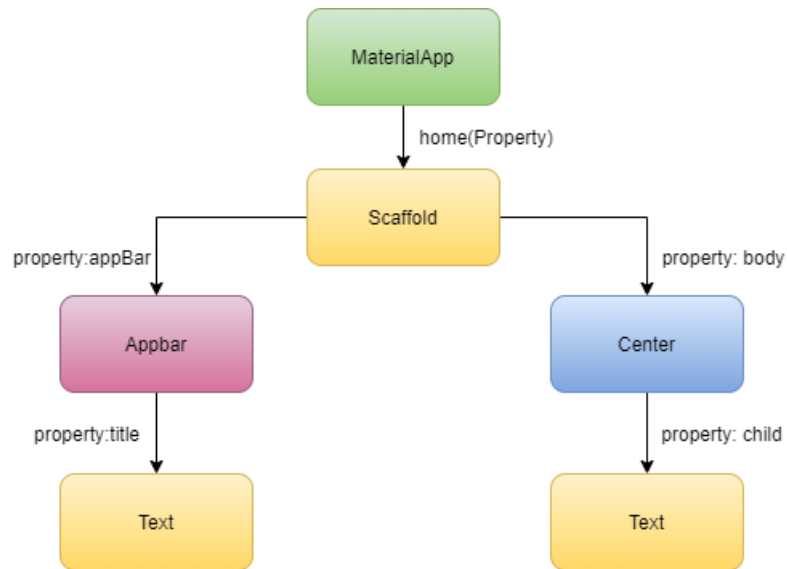 MaterialApp
home(Property)
Scaffold
property:appBar
property: body
Appbar
Center
property:title
property: child
Text
Text